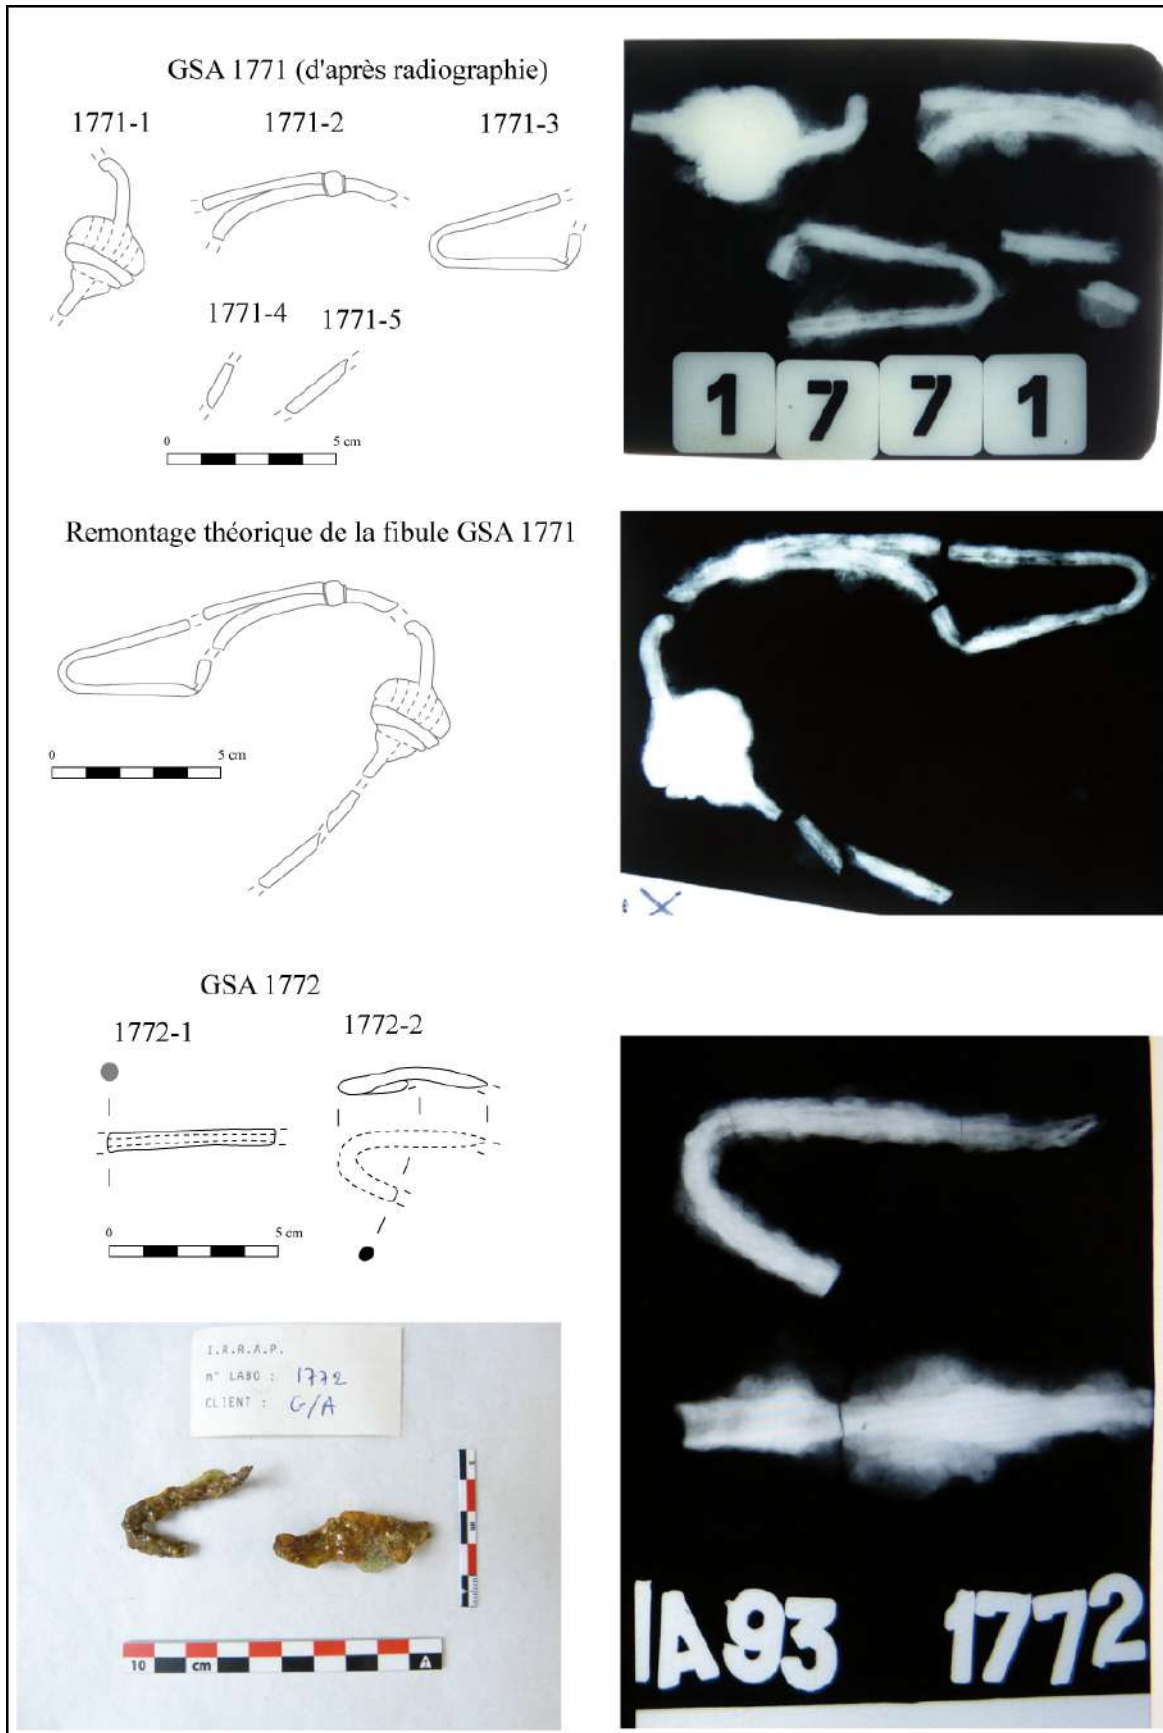 GSA 1771 (d'après radiographie)
1771-1
1771-2
1771-3
1771-4
1771-5
0
5 cm
1 7 7 1
Remontage théorique de la fibule GSA 1771
0
5 cm
GSA 1772
1772-1
1772-2
0
5 cm
I.R.R.A.P.
n° LABO : 1772
CLIENT : G/A
10 cm
IA93 1772